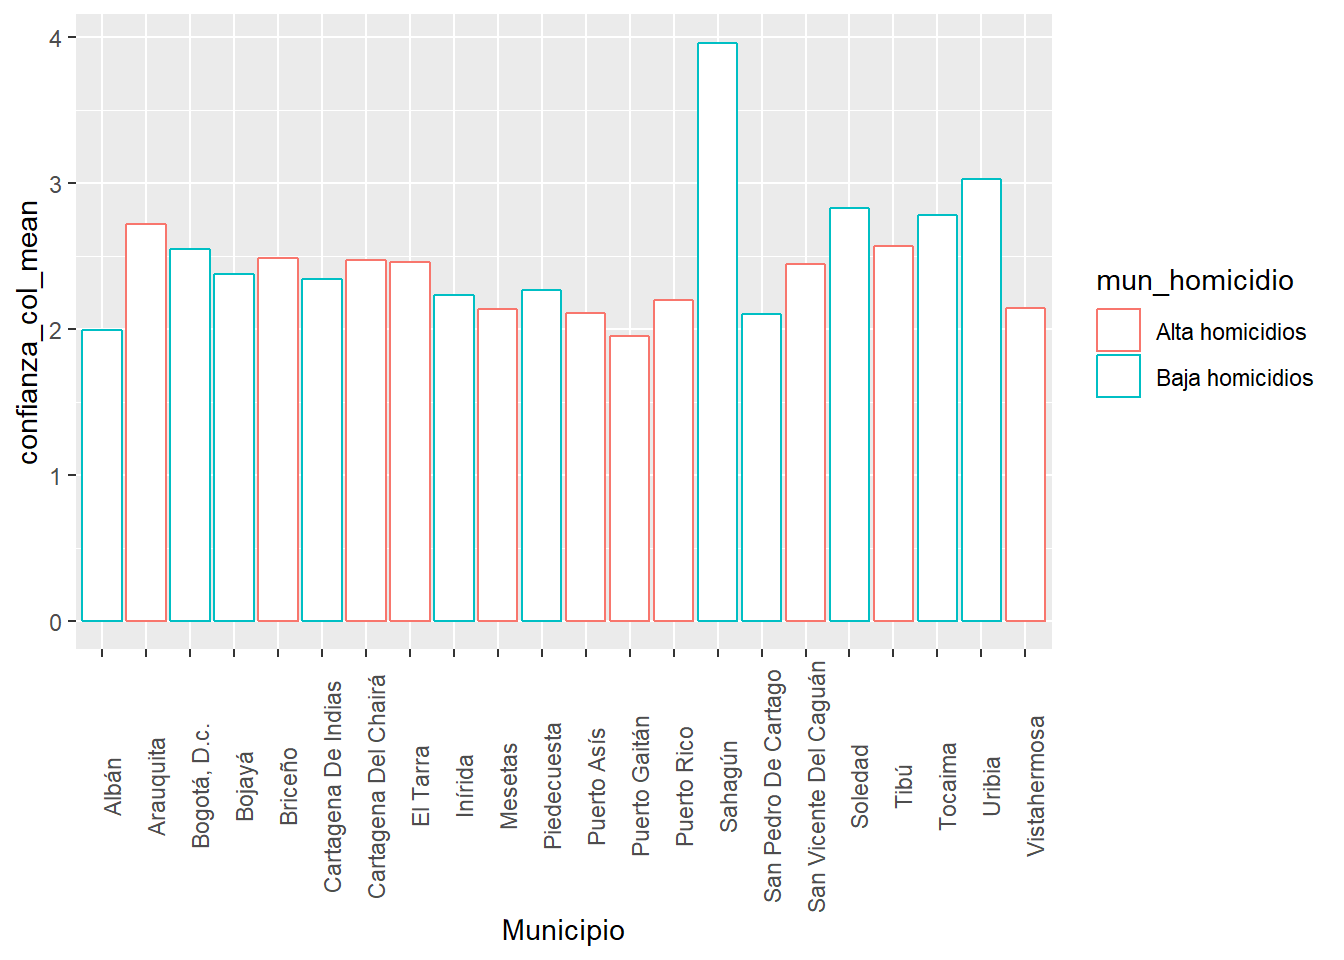 4
3
2
1
0
confianza_col_mean
Albán
Arauquita
Bogotá, D.c.
Bojayá
Briceño
Cartagena De Indias
Cartagena Del Chairá
El Tarra
Inírida
Mesetas
Piedecuesta
Puerto Asís
Puerto Gaitán
Puerto Rico
Sahagún
San Pedro De Cartago
San Vicente Del Caguán
Soledad
Tibú
Tocaima
Uribia
Vistahermosa
Municipio
mun_homicidio
Alta homicidios
Baja homicidios